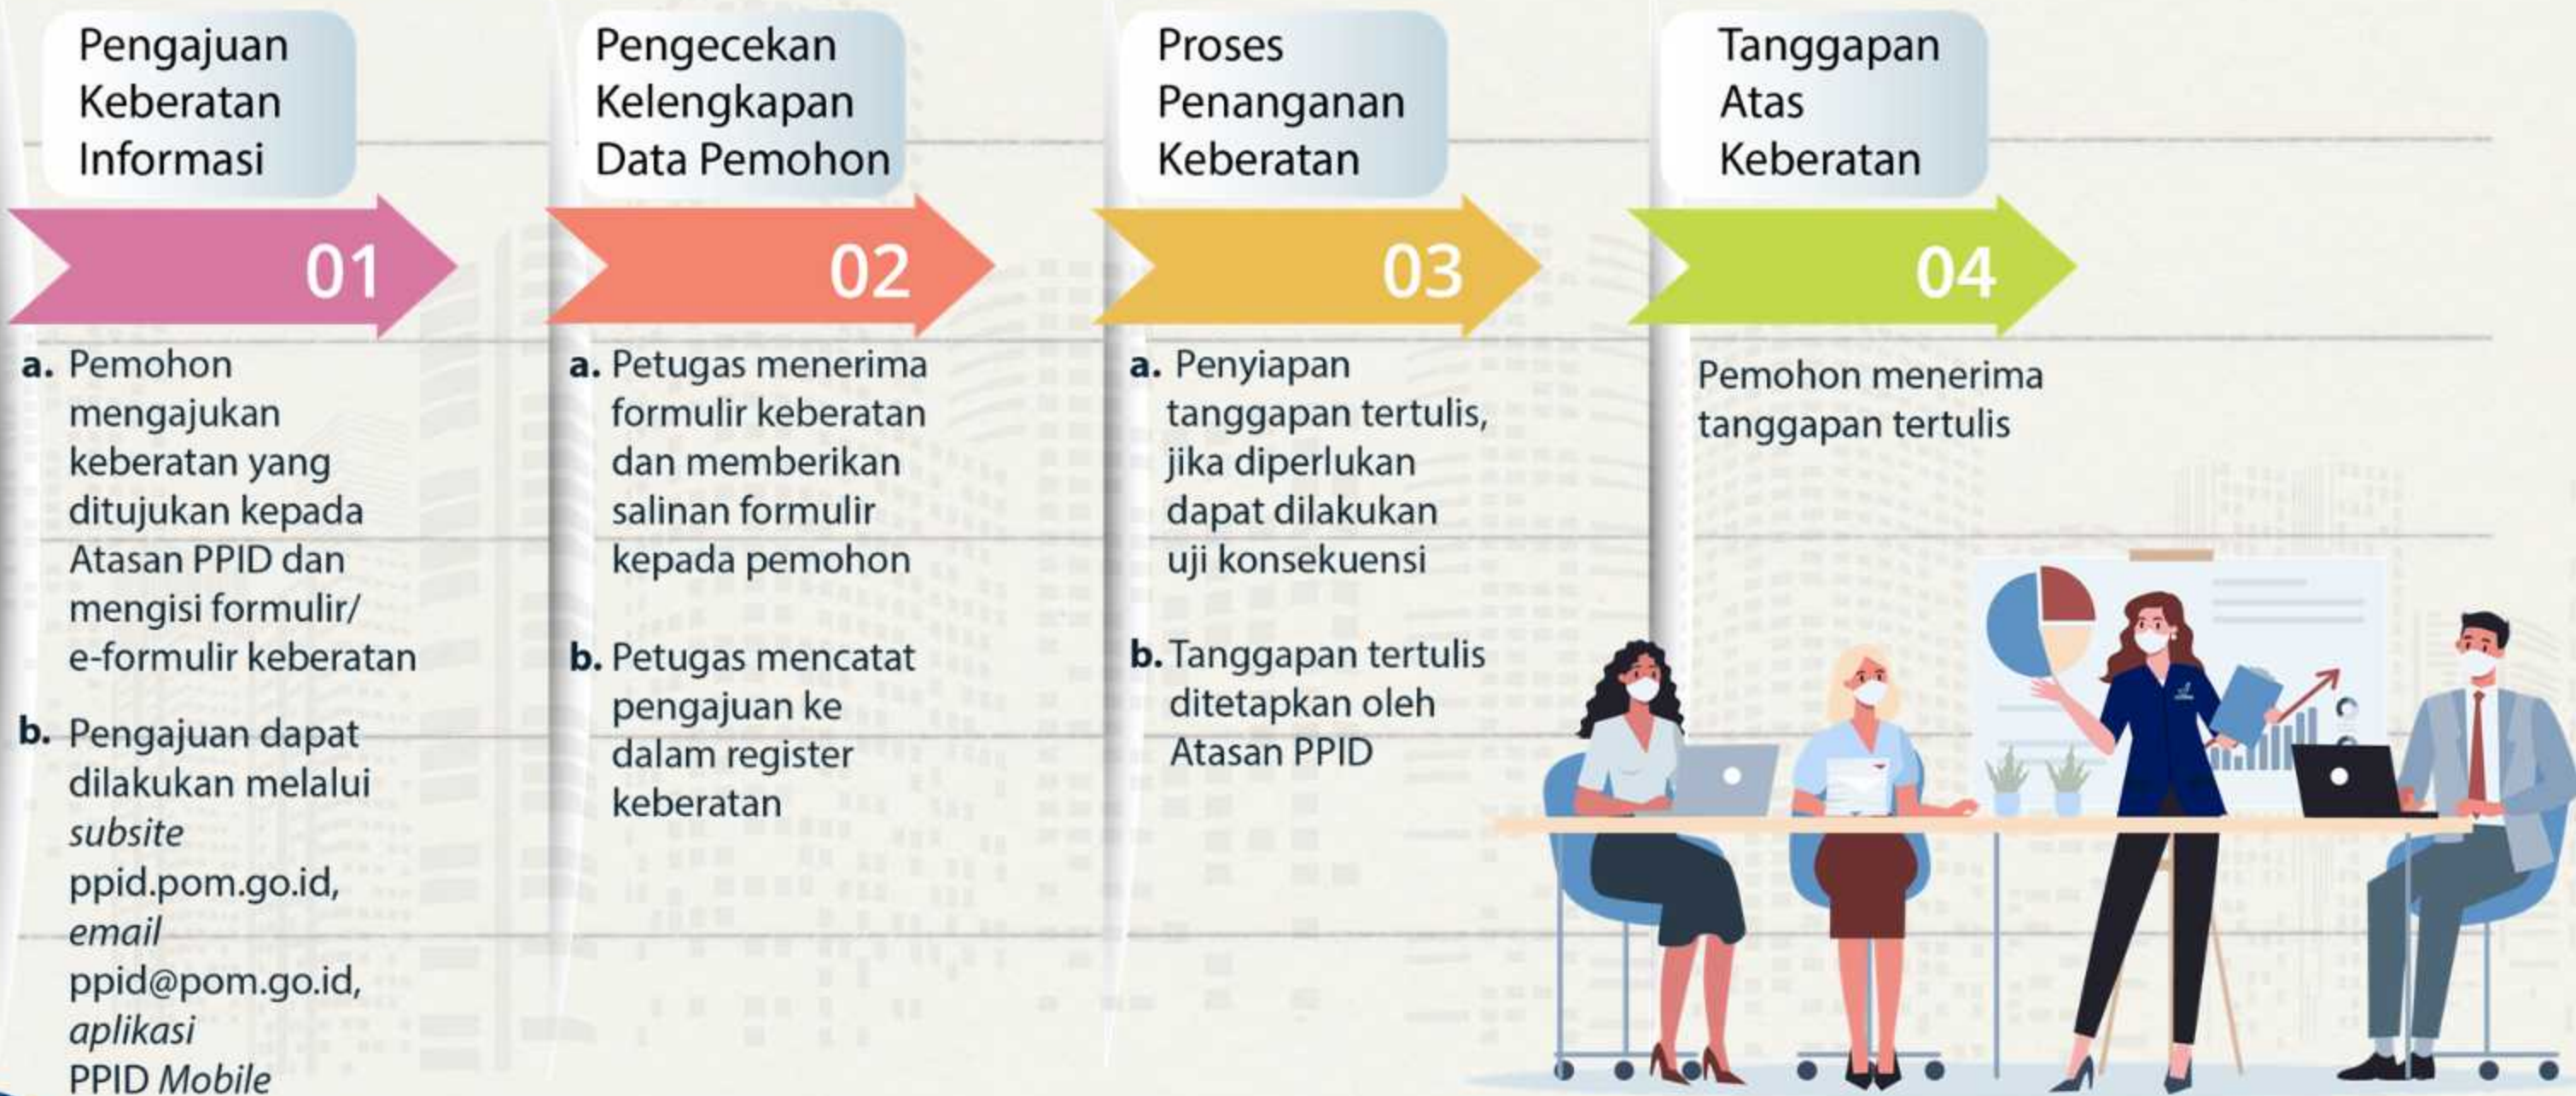 Pengajuan
Keberatan
Informasi
01
a. Pemohon
mengajukan
keberatan yang
ditujukan kepada
Atasan PPID dan
mengisi formulir/
e-formulir keberatan
b. Pengajuan dapat
dilakukan melalui
subsite
ppid.pom.go.id,
email
ppid@pom.go.id,
aplikasi
PPID Mobile
Pengecekan
Kelengkapan
Data Pemohon
02
a. Petugas menerima
formulir keberatan
dan memberikan
salinan formulir
kepada pemohon
b. Petugas mencatat
pengajuan ke
dalam register
keberatan
Proses
Penanganan
Keberatan
03
a. Penyiapan
tanggapan tertulis,
jika diperlukan
dapat dilakukan
uji konsekuensi
b. Tanggapan tertulis
ditetapkan oleh
Atasan PPID
Tanggapan
Atas
Keberatan
04
Pemohon menerima
tanggapan tertulis